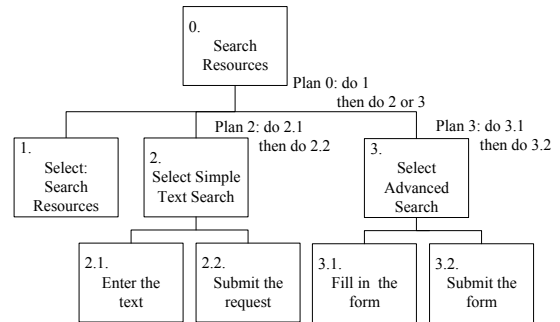 0.
Search
Resources
Plan 0: do 1
then do 2 or 3
Plan 2: do 2.1
then do 2.2
Plan 3: do 3.1
then do 3.2
1.
Select:
Search
Resources
2.
Select Simple
Text Search
3.
Select
Advanced
Search
2.1.
Enter the
text
2.2.
Submit the
request
3.1.
Fill in the
form
3.2.
Submit the
form